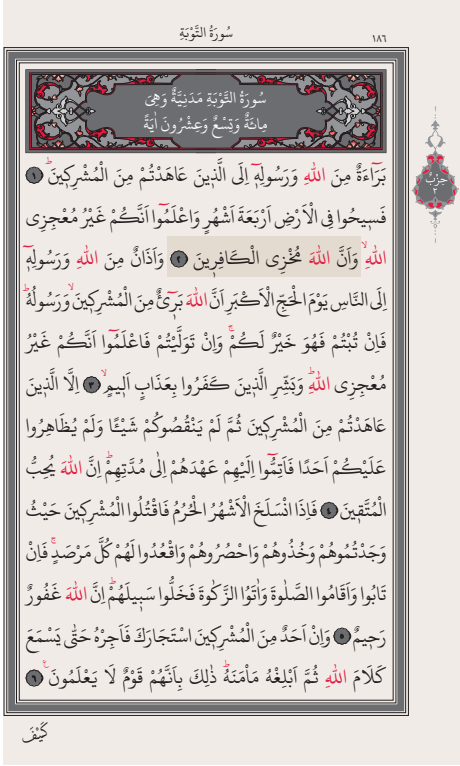 سُورَةُ التَّوْبَةِ
١٨٦
سُورَةُ التَّوْبَةِ مَدَنِيَّةٌ وَهِيَ
مِائَةٌ وَتِسْعٌ وَعِشْرُونَ اٰيَةً
بَرَٓاءَةٌ مِنَ اللّٰهِ وَرَسُولِه۪ٓ اِلَى الَّذ۪ينَ عَاهَدْتُمْ مِنَ الْمُشْرِك۪ينَۜ ١
حِزْبُ
٢
فَس۪يحُوا فِي الْاَرْضِ اَرْبَعَةَ اَشْهُرٍ وَاعْلَمُٓوا اَنَّكُمْ غَيْرُ مُعْجِزِي
اللّٰهِۙ وَاَنَّ اللّٰهَ مُخْزِي الْكَافِر۪ينَ ٢ وَاَذَانٌ مِنَ اللّٰهِ وَرَسُولِه۪ٓ
اِلَى النَّاسِ يَوْمَ الْحَجِّ الْاَكْبَرِ اَنَّ اللّٰهَ بَر۪ٓيءٌ مِنَ الْمُشْرِك۪ينَۙ وَرَسُولُهُۜ
فَاِنْ تُبْتُمْ فَهُوَ خَيْرٌ لَكُمْۚ وَاِنْ تَوَلَّيْتُمْ فَاعْلَمُٓوا اَنَّكُمْ غَيْرُ
مُعْجِزِي اللّٰهِۜ وَبَشِّرِ الَّذ۪ينَ كَفَرُوا بِعَذَابٍ اَل۪يمٍۙ ٣ اِلَّا الَّذ۪ينَ
عَاهَدْتُمْ مِنَ الْمُشْرِك۪ينَ ثُمَّ لَمْ يَنْقُصُوكُمْ شَيْـًٔا وَلَمْ يُظَاهِرُوا
عَلَيْكُمْ اَحَدًا فَاَتِمُّٓوا اِلَيْهِمْ عَهْدَهُمْ اِلٰى مُدَّتِهِمْۜ اِنَّ اللّٰهَ يُحِبُّ
الْمُتَّق۪ينَ ٤ فَاِذَا انْسَلَخَ الْاَشْهُرُ الْحُرُمُ فَاقْتُلُوا الْمُشْرِك۪ينَ حَيْثُ
وَجَدْتُمُوهُمْ وَخُذُوهُمْ وَاحْصُرُوهُمْ وَاقْعُدُوا لَهُمْ كُلَّ مَرْصَدٍۚ فَاِنْ
تَابُوا وَاَقَامُوا الصَّلٰوةَ وَاٰتَوُا الزَّكٰوةَ فَخَلُّوا سَب۪يلَهُمْۜ اِنَّ اللّٰهَ غَفُورٌ
رَح۪يمٌ ٥ وَاِنْ اَحَدٌ مِنَ الْمُشْرِك۪ينَ اسْتَجَارَكَ فَاَجِرْهُ حَتّٰى يَسْمَعَ
كَلَامَ اللّٰهِ ثُمَّ اَبْلِغْهُ مَاْمَنَهُۜ ذٰلِكَ بِاَنَّهُمْ قَوْمٌ لَا يَعْلَمُونَ۟ ٦
كَيْفَ